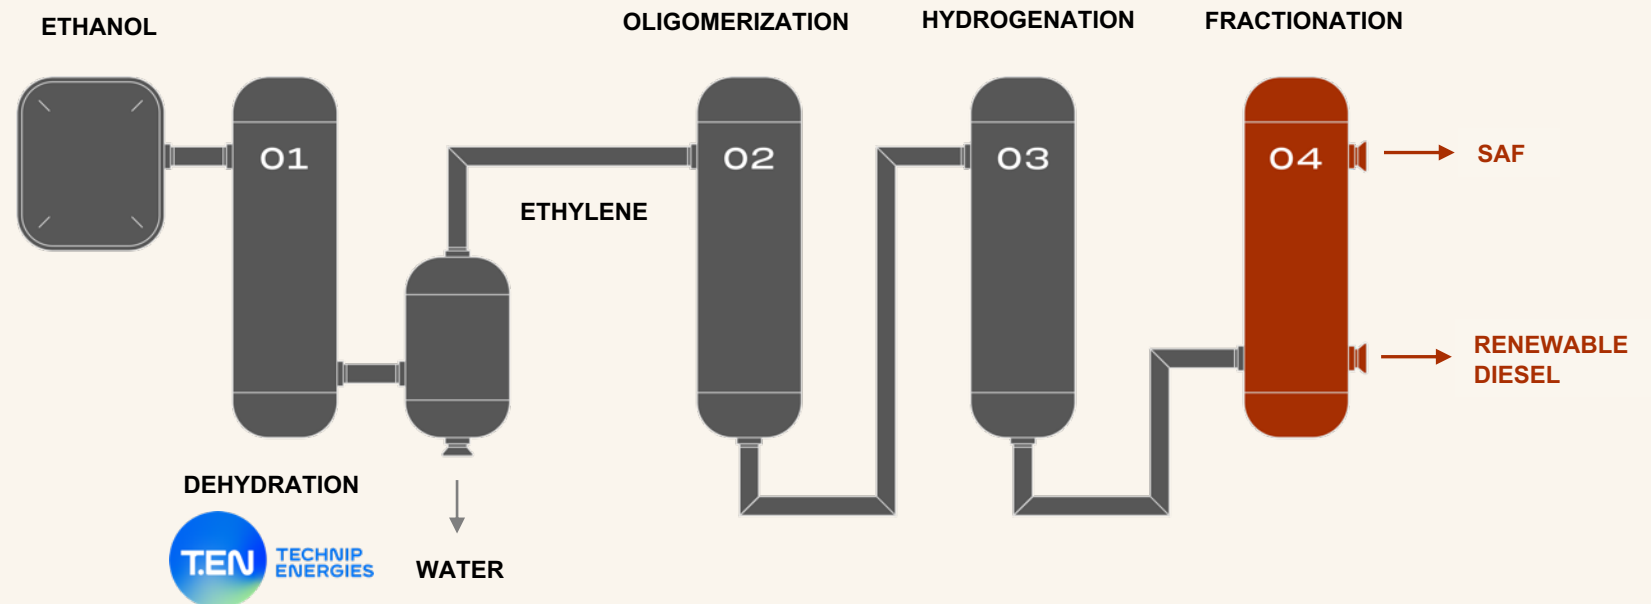 ETHANOL
OLIGOMERIZATION
HYDROGENATION
FRACTIONATION
01
02
03
04
SAF
ETHYLENE
RENEWABLE
DIESEL
DEHYDRATION
T.EN
TECHNIP
ENERGIES
WATER